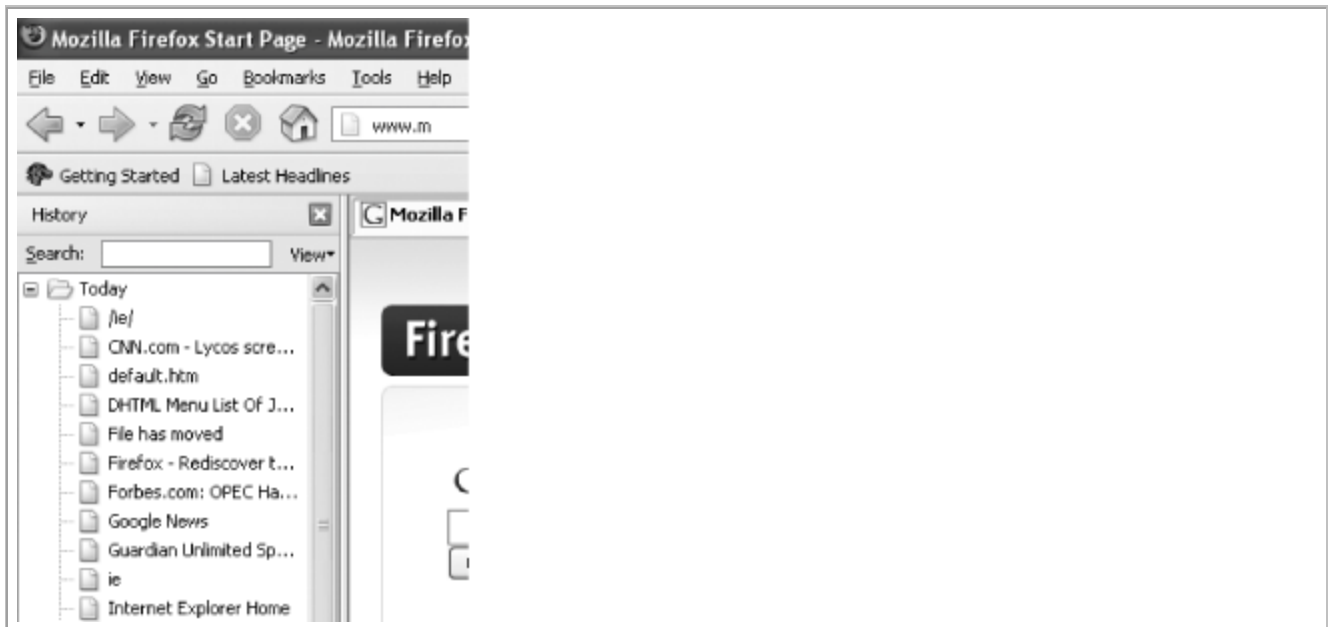 Mozilla Firefox Start Page - Mozilla Firefox
File Edit View Go Bookmarks Tools Help
www.m
Getting Started Latest Headlines
History
G Mozilla F
Search: View
Today
/ie/
CNN.com - Lycos scre...
default.htm
DHTML Menu List Of J...
File has moved
Firefox - Rediscover t...
Forbes.com: OPEC Ha...
Google News
Guardian Unlimited Sp...
ie
Internet Explorer Home
Fire
G